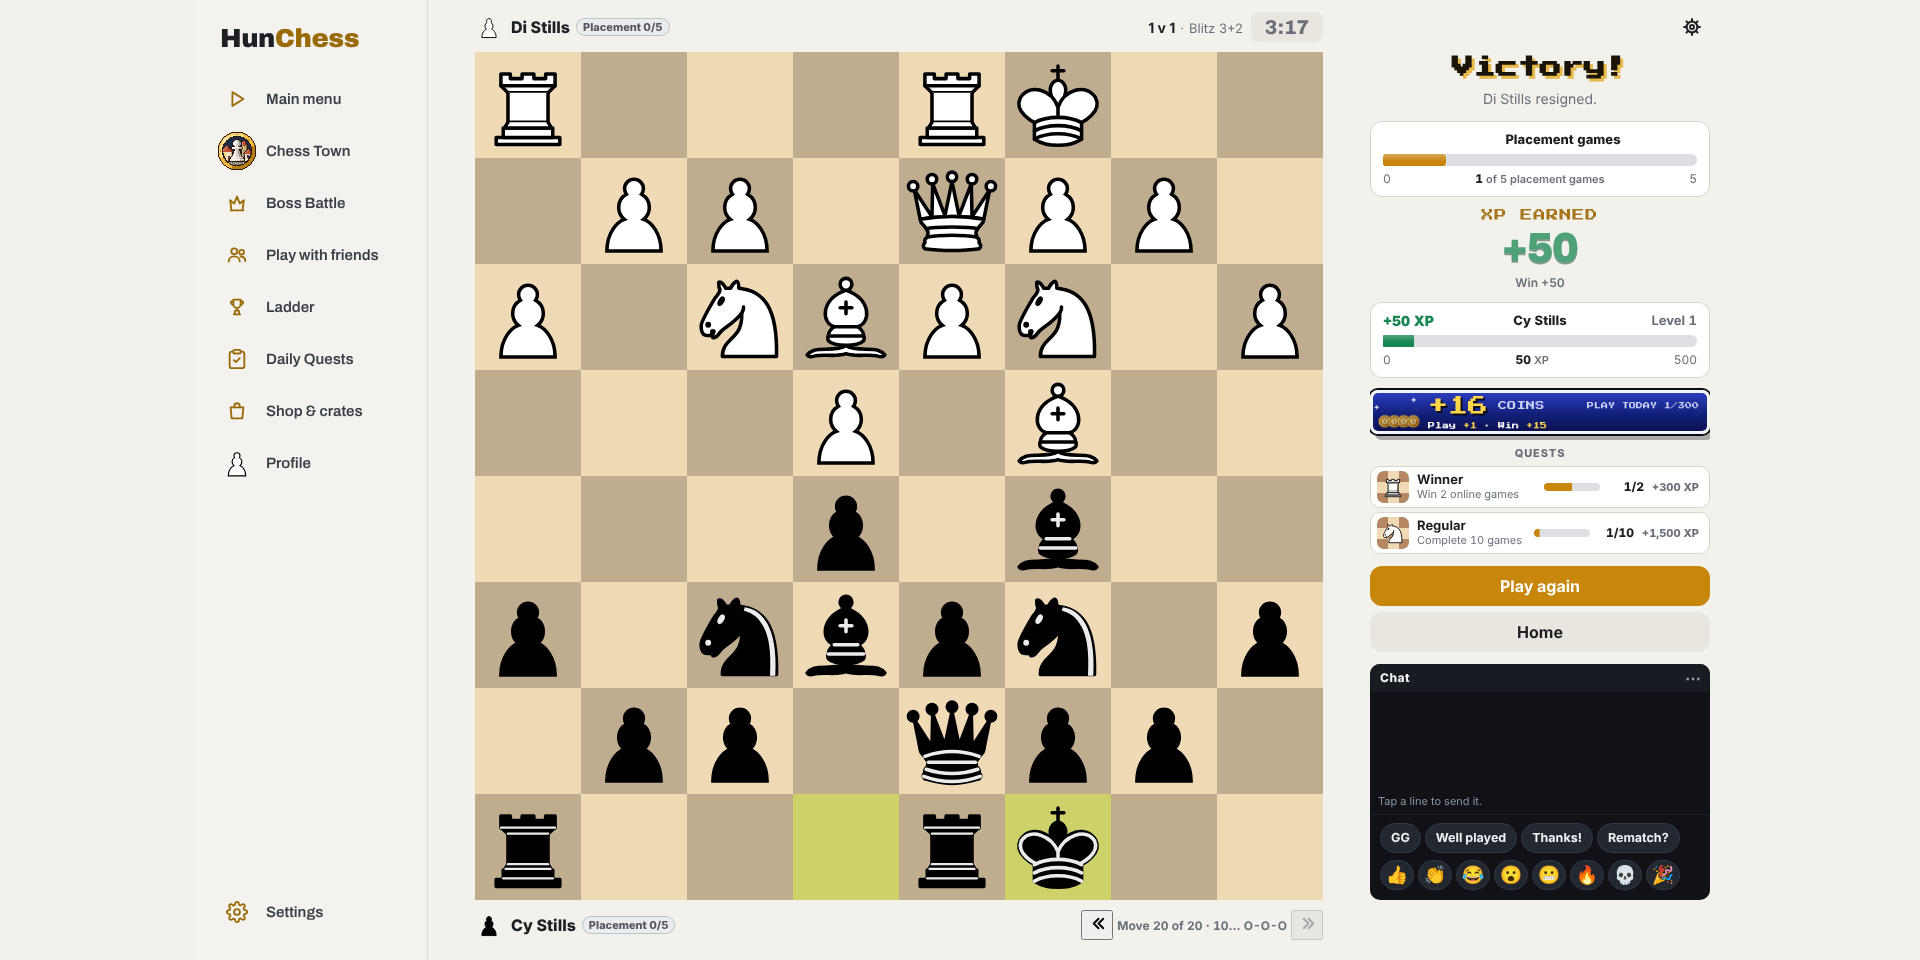 HunChess
Main menu
Chess Town
Boss Battle
Play with friends
Ladder
Daily Quests
Shop & crates
Profile
Settings
Di Stills Placement 0/5
1 v 1 · Blitz 3+2 3:17
Cy Stills Placement 0/5
Move 20 of 20 · 10... O-O-O
Victory!
Di Stills resigned.
Placement games
0 1 of 5 placement games 5
XP EARNED
+50
Win +50
+50 XP Cy Stills Level 1
0 50 XP 500
+16 COINS PLAY TODAY 1/300
Play +1 · Win +15
QUESTS
Winner
Win 2 online games
1/2 +300 XP
Regular
Complete 10 games
1/10 +1,500 XP
Play again
Home
Chat
Tap a line to send it.
GG Well played Thanks! Rematch?